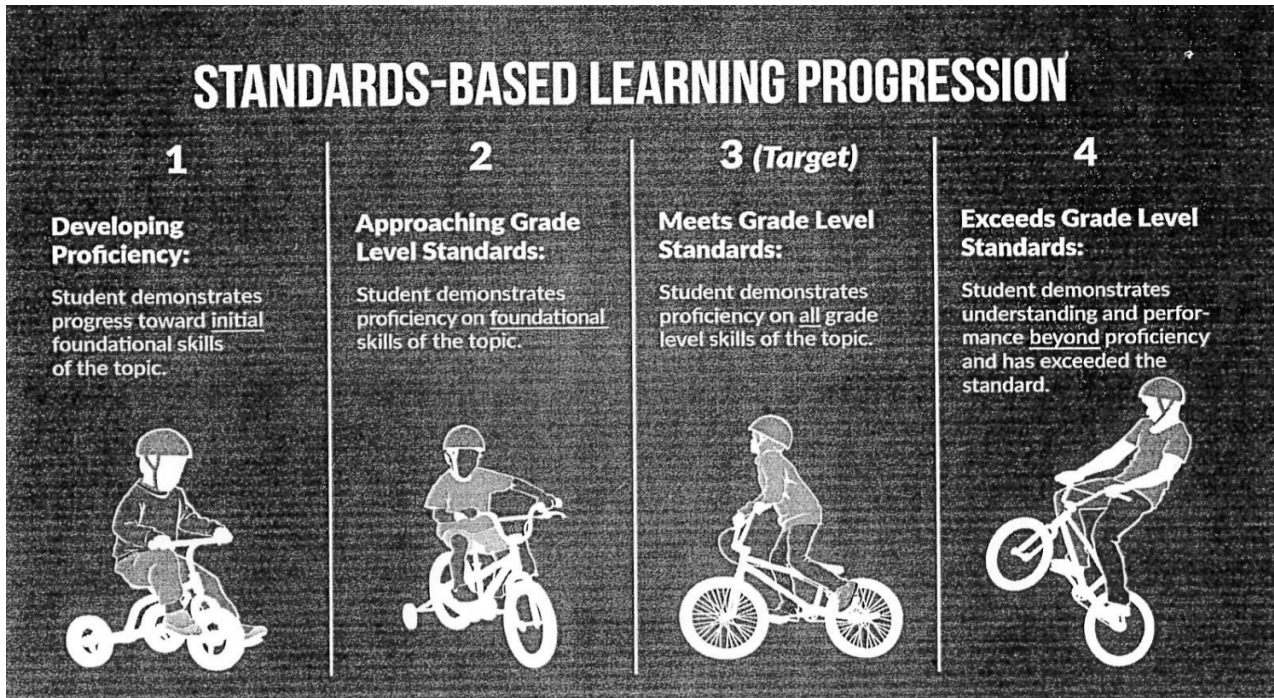 STANDARDS-BASED LEARNING PROGRESSION
1
Developing
Proficiency:
Student demonstrates
progress toward initial
foundational skills
of the topic.
2
Approaching Grade
Level Standards:
Student demonstrates
proficiency on foundational
skills of the topic.
3 (Target)
Meets Grade Level
Standards:
Student demonstrates
proficiency on all grade
level skills of the topic.
4
Exceeds Grade Level
Standards:
Student demonstrates
understanding and perfor-
mance beyond proficiency
and has exceeded the
standard.